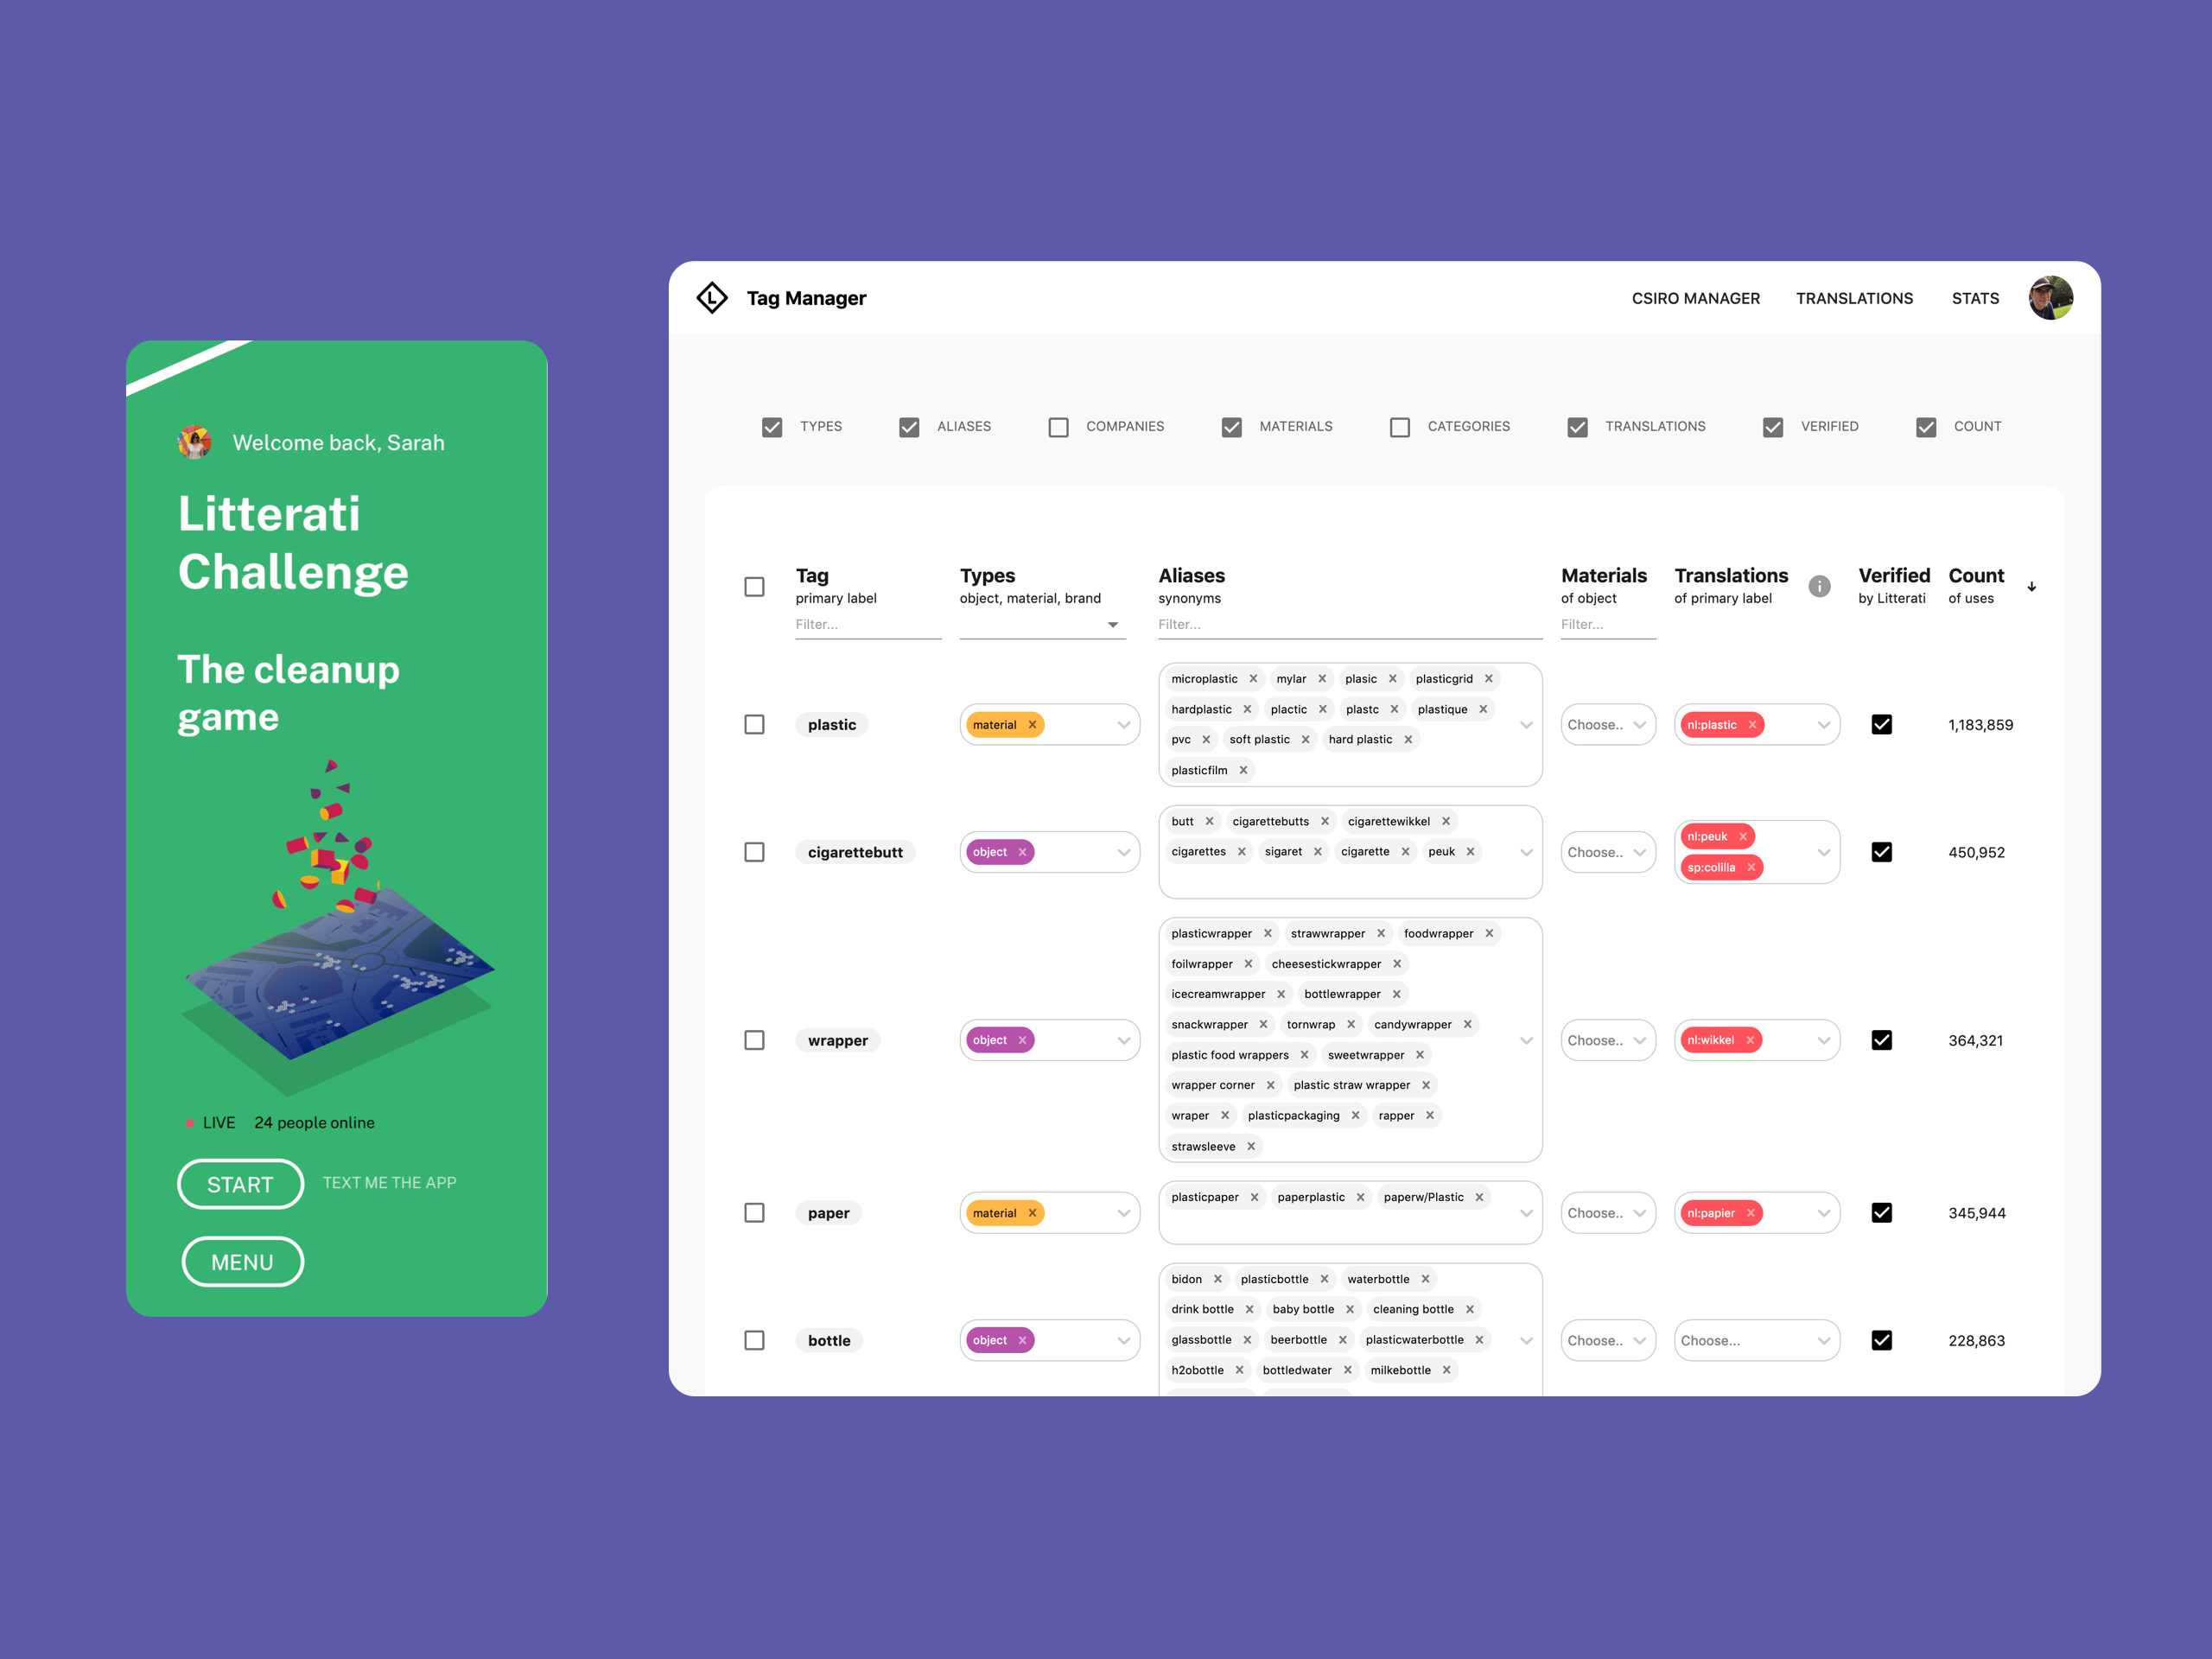 Welcome back, Sarah
Litterati
Challenge
The cleanup
game
LIVE 24 people online
START TEXT ME THE APP
MENU
L Tag Manager CSIRO MANAGER TRANSLATIONS STATS
TYPES ALIASES COMPANIES MATERIALS CATEGORIES TRANSLATIONS VERIFIED COUNT
Tag Types Aliases Materials Translations Verified Count
primary label object, material, brand synonyms of object of primary label by Litterati of uses
Filter... Filter... Filter...
microplastic mylar plasic plasticgrid
hardplastic plactic plastc plastique
plastic material Choose.. nl:plastic 1,183,859
pvc soft plastic hard plastic
plasticfilm
butt cigarettebutts cigarettewikkel
nl:peuk
cigarettebutt object cigarettes sigaret cigarette peuk Choose.. 450,952
sp:colilla
plasticwrapper strawwrapper foodwrapper
foilwrapper cheesestickwrapper
icecreamwrapper bottlewrapper
snackwrapper tornwrap candywrapper
wrapper object Choose.. nl:wikkel 364,321
plastic food wrappers sweetwrapper
wrapper corner plastic straw wrapper
wraper plasticpackaging rapper
strawsleeve
plasticpaper paperplastic paperw/Plastic
paper material Choose.. nl:papier 345,944
bidon plasticbottle waterbottle
drink bottle baby bottle cleaning bottle
bottle object glassbottle beerbottle plasticwaterbottle Choose.. Choose... 228,863
h2obottle bottledwater milkebottle